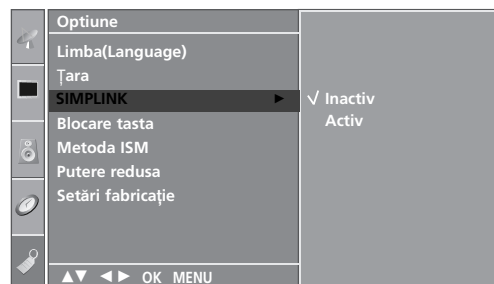 Optiune
Limba(Language)
Ţara
SIMPLINK ►
√ Inactiv
Activ
Blocare tasta
Metoda ISM
Putere redusa
Setări fabricaţie
▲▼ ◄► OK MENU